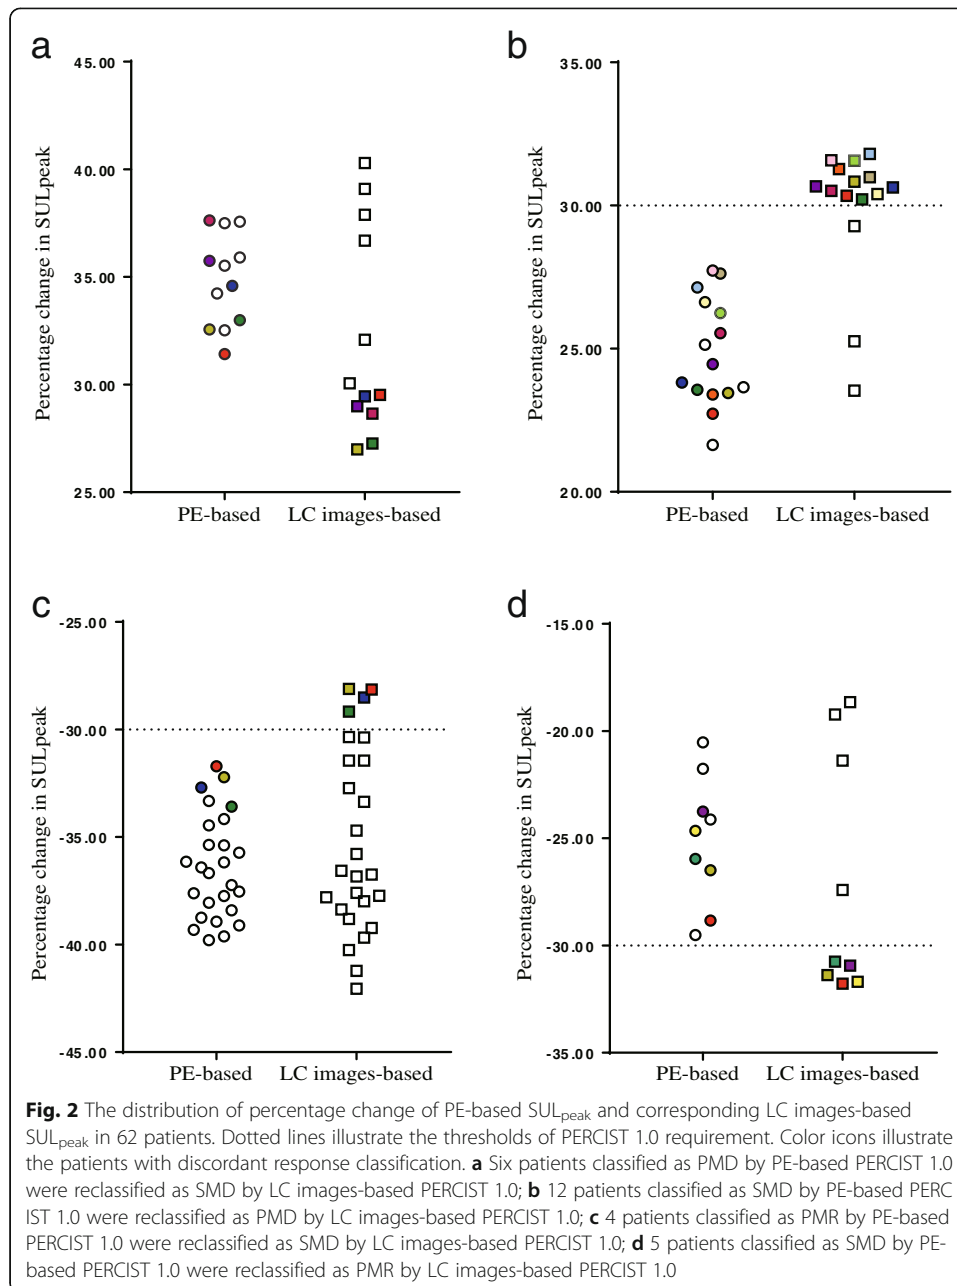 a
45.00
40.00
35.00
30.00
25.00
Percentage change in SULpeak
PE-based LC images-based
b
35.00
30.00
25.00
20.00
Percentage change in SULpeak
PE-based LC images-based
c
-25.00
-30.00
-35.00
-40.00
-45.00
Percentage change in SULpeak
PE-based LC images-based
d
-15.00
-20.00
-25.00
-30.00
-35.00
Percentage change in SULpeak
PE-based LC images-based
Fig. 2 The distribution of percentage change of PE-based SULpeak and corresponding LC images-based
SULpeak in 62 patients. Dotted lines illustrate the thresholds of PERCIST 1.0 requirement. Color icons illustrate
the patients with discordant response classification. a Six patients classified as PMD by PE-based PERCIST 1.0
were reclassified as SMD by LC images-based PERCIST 1.0; b 12 patients classified as SMD by PE-based PERC
IST 1.0 were reclassified as PMD by LC images-based PERCIST 1.0; c 4 patients classified as PMR by PE-based
PERCIST 1.0 were reclassified as SMD by LC images-based PERCIST 1.0; d 5 patients classified as SMD by PE-
based PERCIST 1.0 were reclassified as PMR by LC images-based PERCIST 1.0